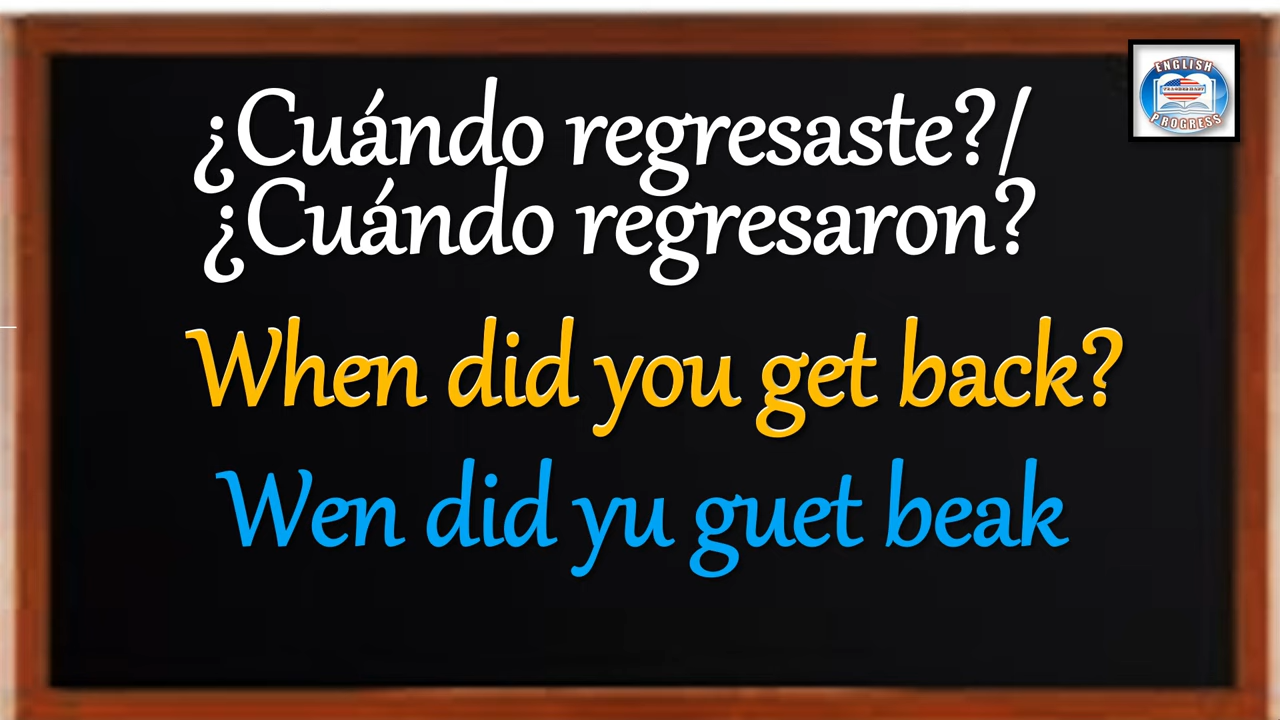 ¿Cuándo regresaste?/
¿Cuándo regresaron?
When did you get back?
Wen did yu guet beak
ENGLISH
PROGRESS